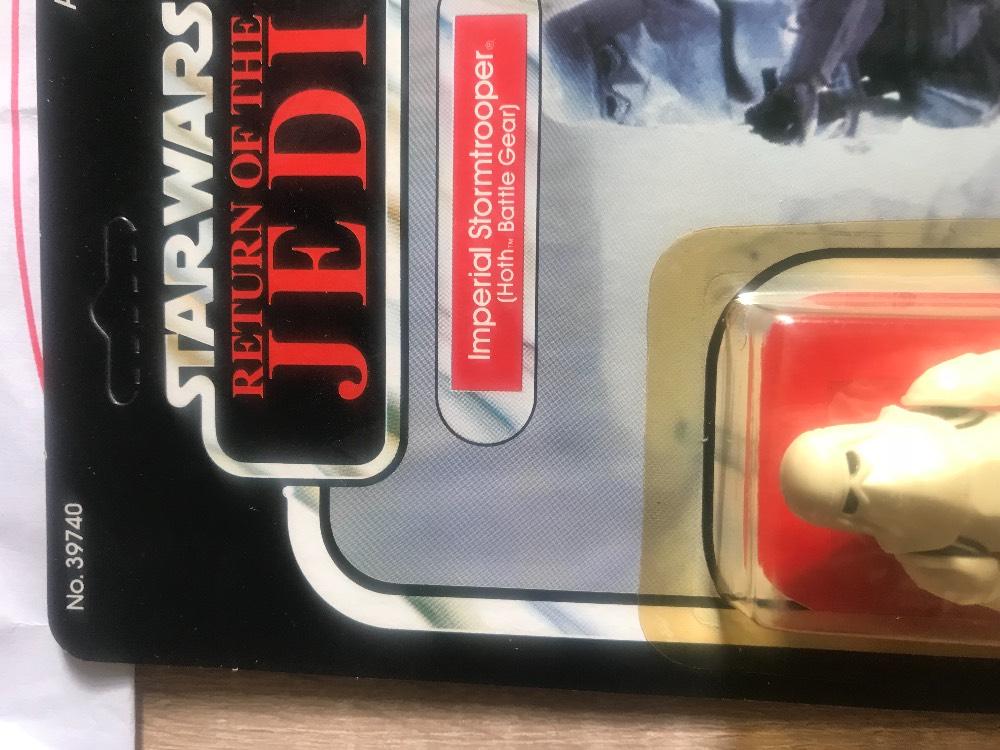 No. 39740
STAR WARS
RETURN OF THE
JEDI
Imperial Stormtrooper®
(Hoth™ Battle Gear)